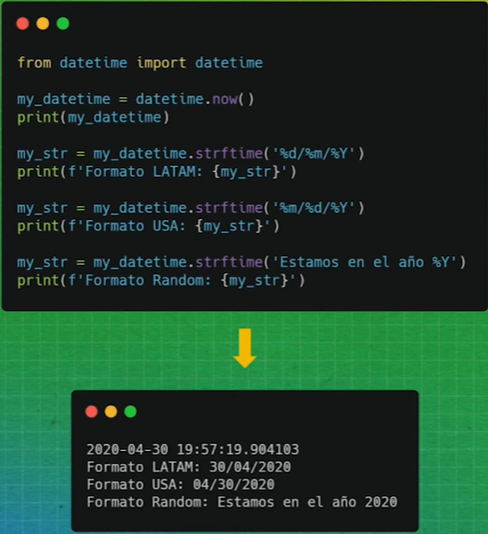 from datetime import datetime
my_datetime = datetime.now()
print(my_datetime)
my_str = my_datetime.strftime('%d/%m/%Y')
print(f'Formato LATAM: {my_str}')
my_str = my_datetime.strftime('%m/%d/%Y')
print(f'Formato USA: {my_str}')
my_str = my_datetime.strftime('Estamos en el año %Y')
print(f'Formato Random: {my_str}')
2020-04-30 19:57:19.904103
Formato LATAM: 30/04/2020
Formato USA: 04/30/2020
Formato Random: Estamos en el año 2020